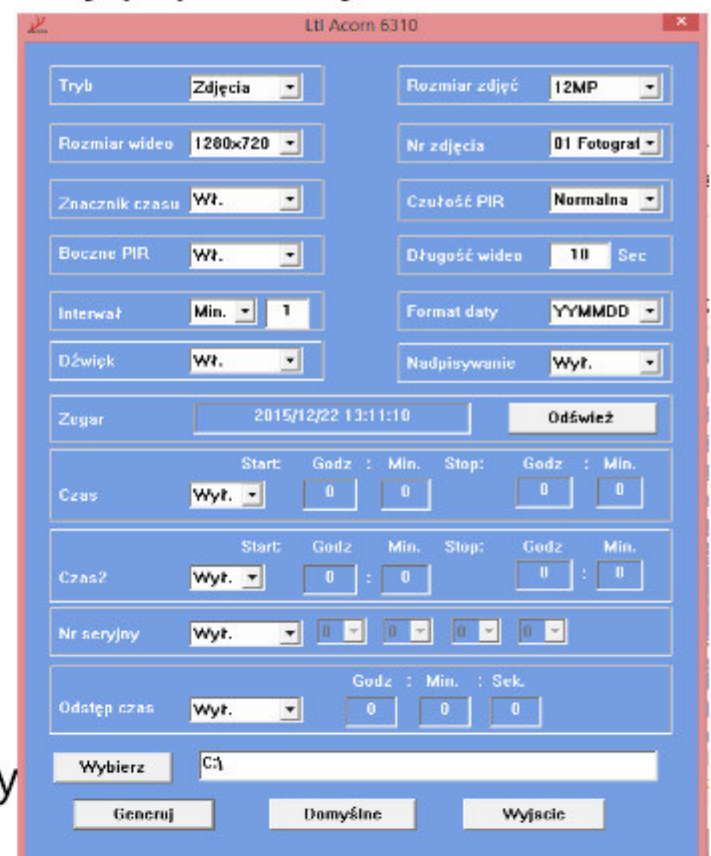 Ltl Acorn 6310
Tryb Zdjęcia Rozmiar zdjęć 12MP
Rozmiar wideo 1280x720 Nr zdjęcia 01 Fotograf
Znacznik czasu Wł. Czułość PIR Normalna
Boczne PIR Wł. Długość wideo 10 Sec
Interwał Min. 1 Format daty YYMMDD
Dźwięk Wł. Nadpisywanie Wył.
Zegar 2015/12/22 13:11:10 Odśwież
Start: Godz : Min. Stop: Godz : Min.
Czas Wył. 0 0 0 0
Start: Godz Min. Stop: Godz Min.
Czas2 Wył. 0 : 0 0 : 0
Nr seryjny Wył. 0 0 0 0
Godz : Min. : Sek.
Odstęp czas Wył. 0 0 0
Wybierz C:\
y
Generuj Domyślne Wyjscie